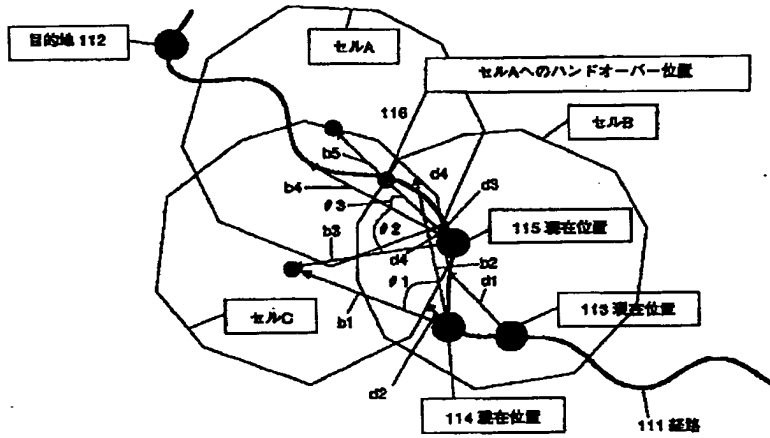 目的地 112
セルA
セルAへのハンドオーバー位置
116
セルB
b5
d4
d3
b4
θ3
θ2
115 現在位置
b3
d4
b2
θ1
d1
セルC
b1
113 現在位置
d2
114 現在位置
111 経路